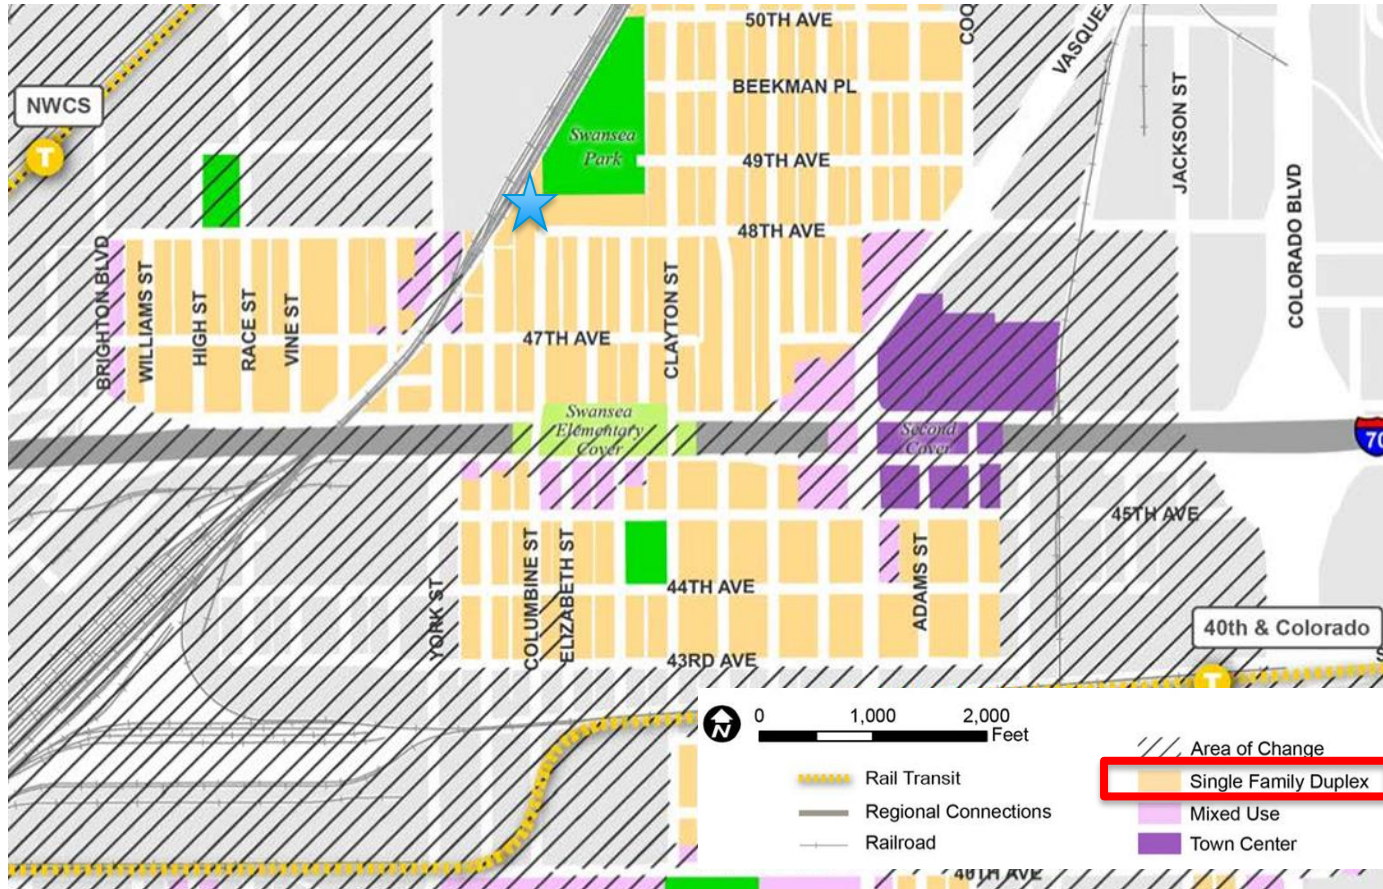 50TH AVE
COQ
VASQUEZ
BEEKMAN PL
NWCS
T
Swansea
Park
49TH AVE
JACKSON ST
COLORADO BLVD
48TH AVE
BRIGHTON BLVD
WILLIAMS ST
HIGH ST
RACE ST
VINE ST
CLAYTON ST
47TH AVE
Swansea
Elementary
Cover
Second
Cover
70
45TH AVE
YORK ST
COLUMBINE ST
ELIZABETH ST
44TH AVE
ADAMS ST
40th & Colorado
43RD AVE
S
T
N
0 1,000 2,000
Feet
Rail Transit
Regional Connections
Railroad
Area of Change
Single Family Duplex
Mixed Use
Town Center
40TH AVE